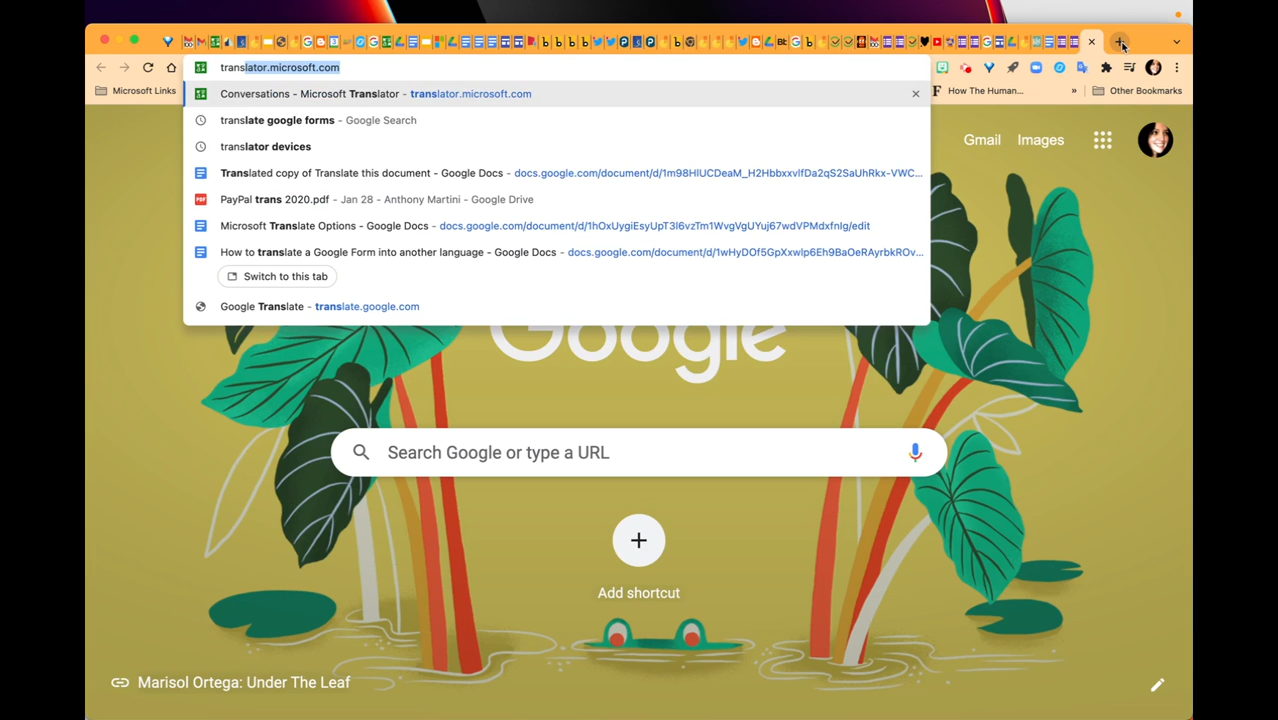 translator.microsoft.com
Microsoft Links
How The Human...
»
Other Bookmarks
Conversations - Microsoft Translator - translator.microsoft.com
translate google forms - Google Search
translator devices
Translated copy of Translate this document - Google Docs - docs.google.com/document/d/1m98HlUCDeaM_H2HbbxxvlfDa2qS2SaUhRkx-VWC...
PayPal trans 2020.pdf - Jan 28 - Anthony Martini - Google Drive
Microsoft Translate Options - Google Docs - docs.google.com/document/d/1hOxUygiEsyUpT3I6vzTm1WvgVgUYuj67wdVPMdxfnIg/edit
How to translate a Google Form into another language - Google Docs - docs.google.com/document/d/1wHyDOf5GpXxwlp6Eh9BaOeRAyrbkROv...
Switch to this tab
Google Translate - translate.google.com
Gmail
Images
Google
Search Google or type a URL
Add shortcut
Marisol Ortega: Under The Leaf